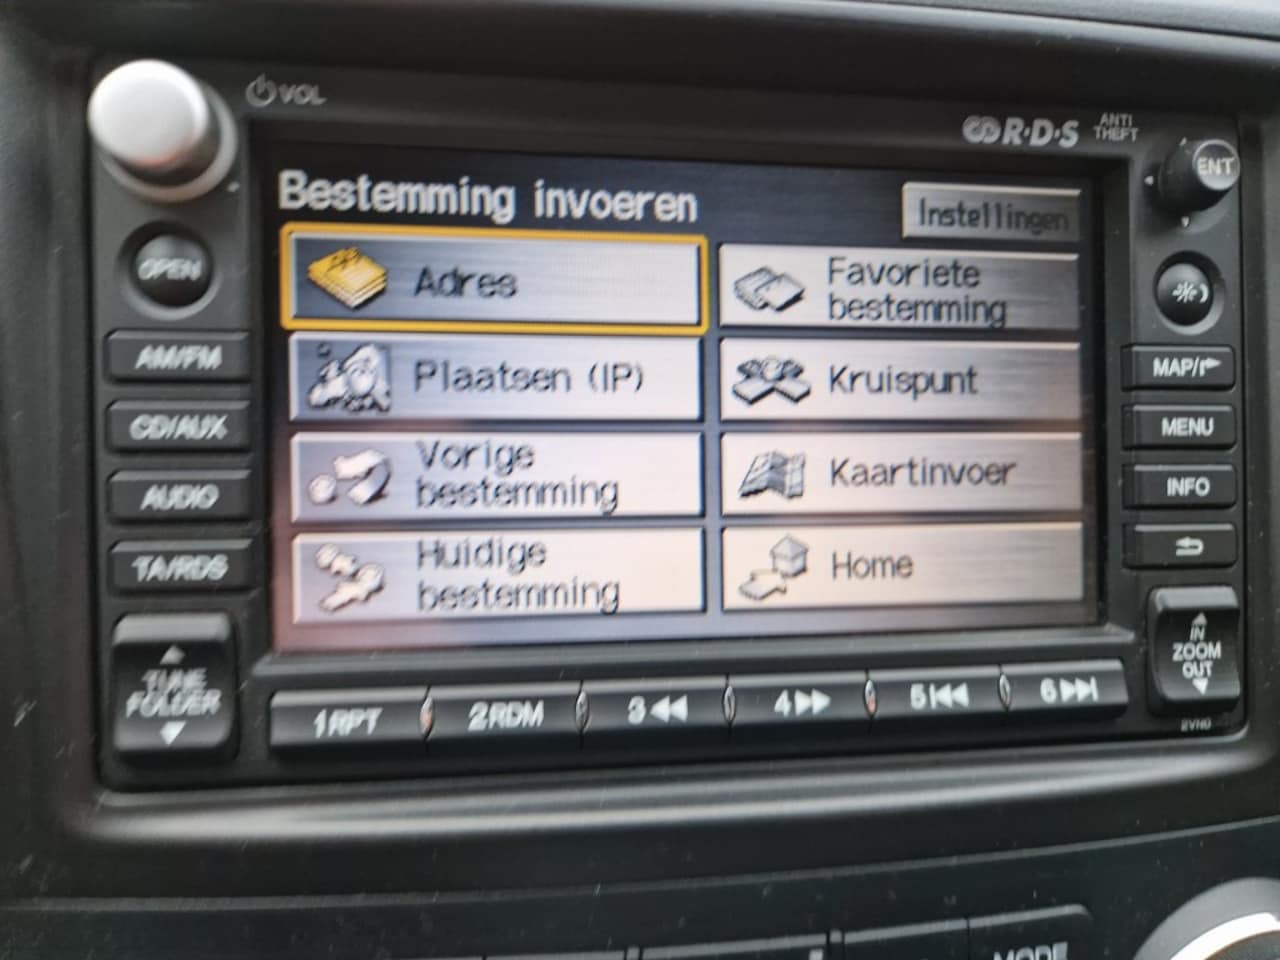 VOL
R·D·S
ANTI
THEFT
ENT
Bestemming invoeren
Instellingen
OPEN
Adres
Favoriete
bestemming
AM/FM
Plaatsen (IP)
Kruispunt
MAP/
CD/AUX
Vorige
bestemming
Kaartinvoer
MENU
AUDIO
INFO
TA/RDS
Huidige
bestemming
Home
TUNE
FOLDER
IN
ZOOM
OUT
1RPT
2RDM
3
4
5
6
2VN0
MODE